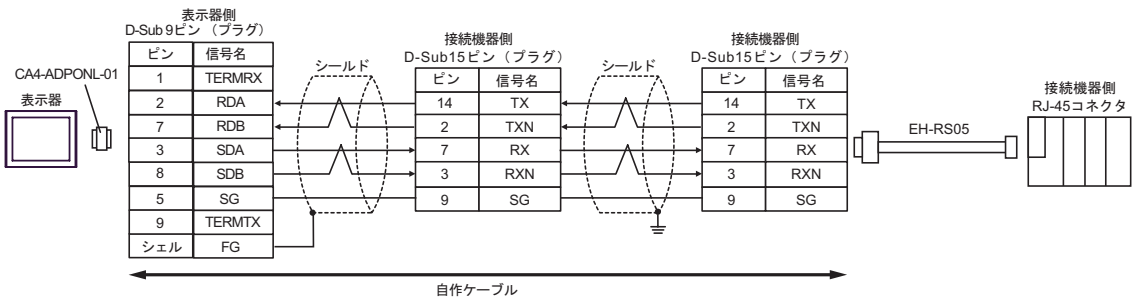 表示器側
D-Sub 9ピン （プラグ）
ピン 信号名
1 TERMRX
2 RDA
7 RDB
3 SDA
8 SDB
5 SG
9 TERMTX
シェル FG
CA4-ADPONL-01
表示器
シールド
接続機器側
D-Sub15ピン（プラグ）
ピン 信号名
14 TX
2 TXN
7 RX
3 RXN
9 SG
シールド
接続機器側
D-Sub15ピン（プラグ）
ピン 信号名
14 TX
2 TXN
7 RX
3 RXN
9 SG
EH-RS05
接続機器側
RJ-45コネクタ
自作ケーブル